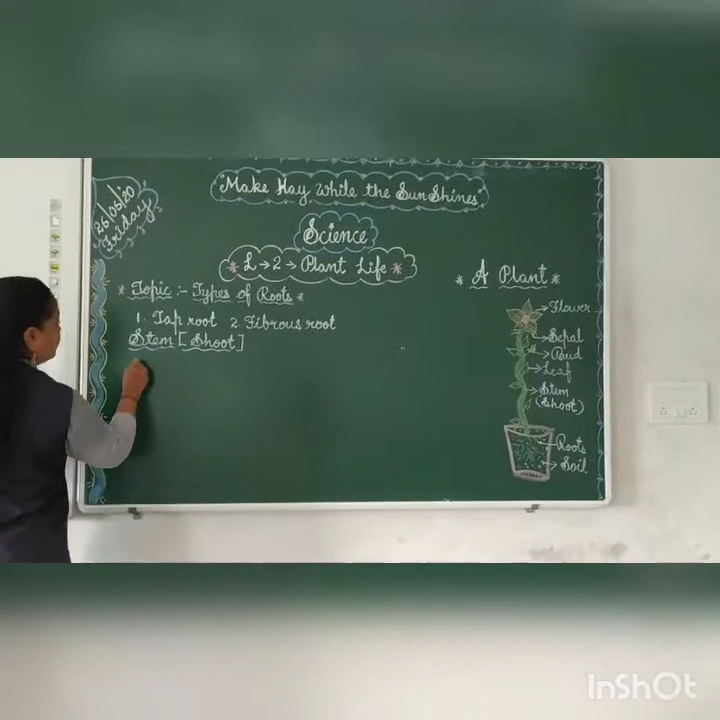 "Make Hay, while the Sun Shines"
26/06/20
Friday
Science
L→2→Plant Life
Topic :- Types of Roots
1. Tap root 2. Fibrous root
Stem [Shoot]
A Plant
Flower
Sepal
Bud
Leaf
Stem
(Shoot)
Roots
Soil
InShOt